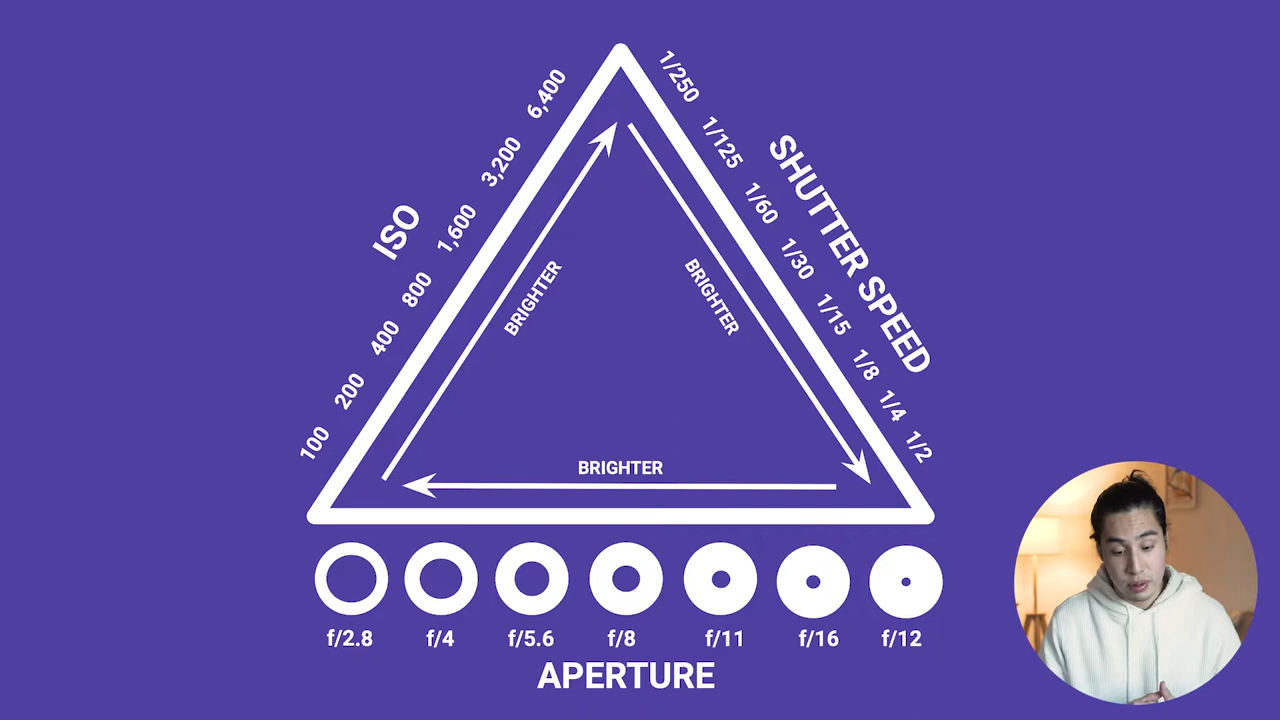 ISO
100
200
400
800
1,600
3,200
6,400
SHUTTER SPEED
1/250
1/125
1/60
1/30
1/15
1/8
1/4
1/2
BRIGHTER
BRIGHTER
BRIGHTER
f/2.8 f/4 f/5.6 f/8 f/11 f/16 f/12
APERTURE